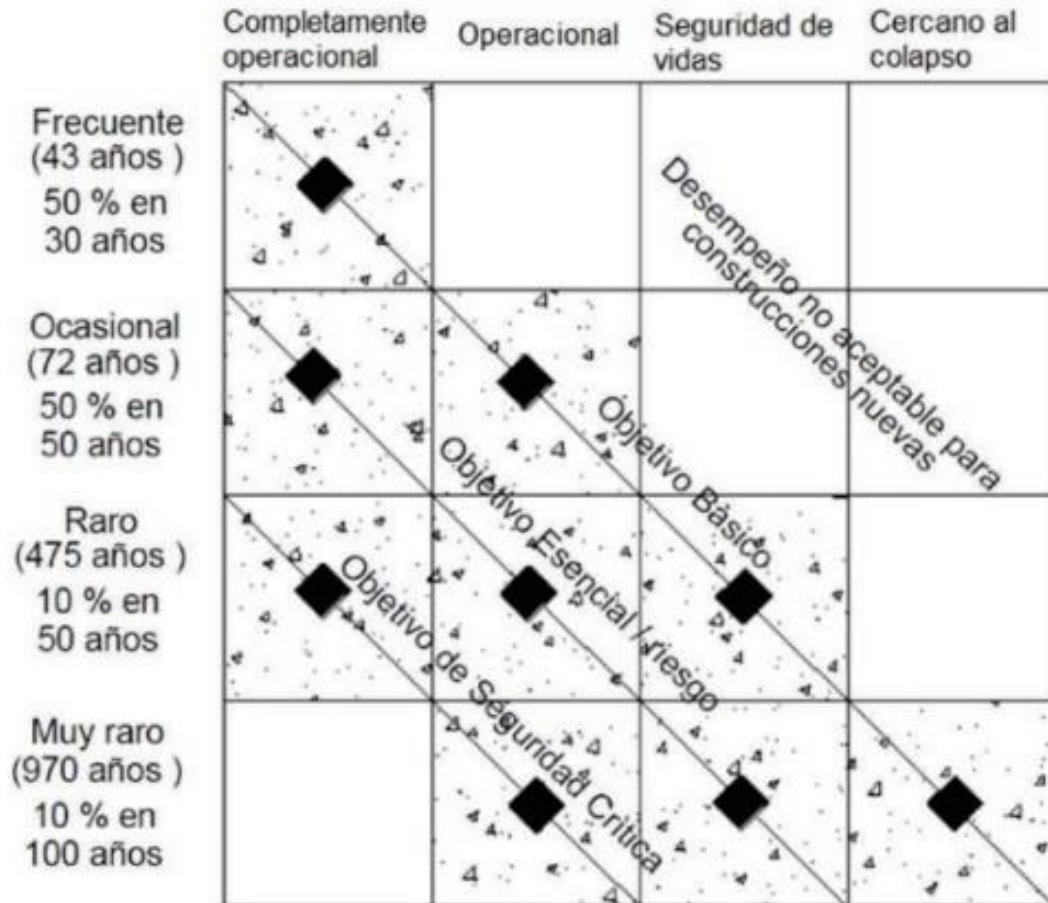 Completamente
operacional
Operacional
Seguridad de
vidas
Cercano al
colapso
Frecuente
(43 años )
50 % en
30 años
Desempeño no aceptable para
construcciones nuevas
Ocasional
(72 años )
50 % en
50 años
Objetivo Básico
Objetivo Esencial / riesgo
Raro
(475 años )
10 % en
50 años
Objetivo de Seguridad Critica
Muy raro
(970 años )
10 % en
100 años